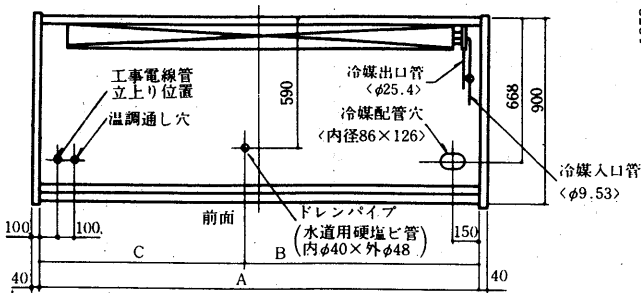 工事電線管
立上り位置
温調通し穴
590
冷媒出口管
<φ25.4>
冷媒配管穴
<内径86×126>
668
900
冷媒入口管
<φ9.53>
前面
ドレンパイプ
(水道用硬塩ビ管
内φ40×外φ48)
100
100
150
C
B
40
A
40